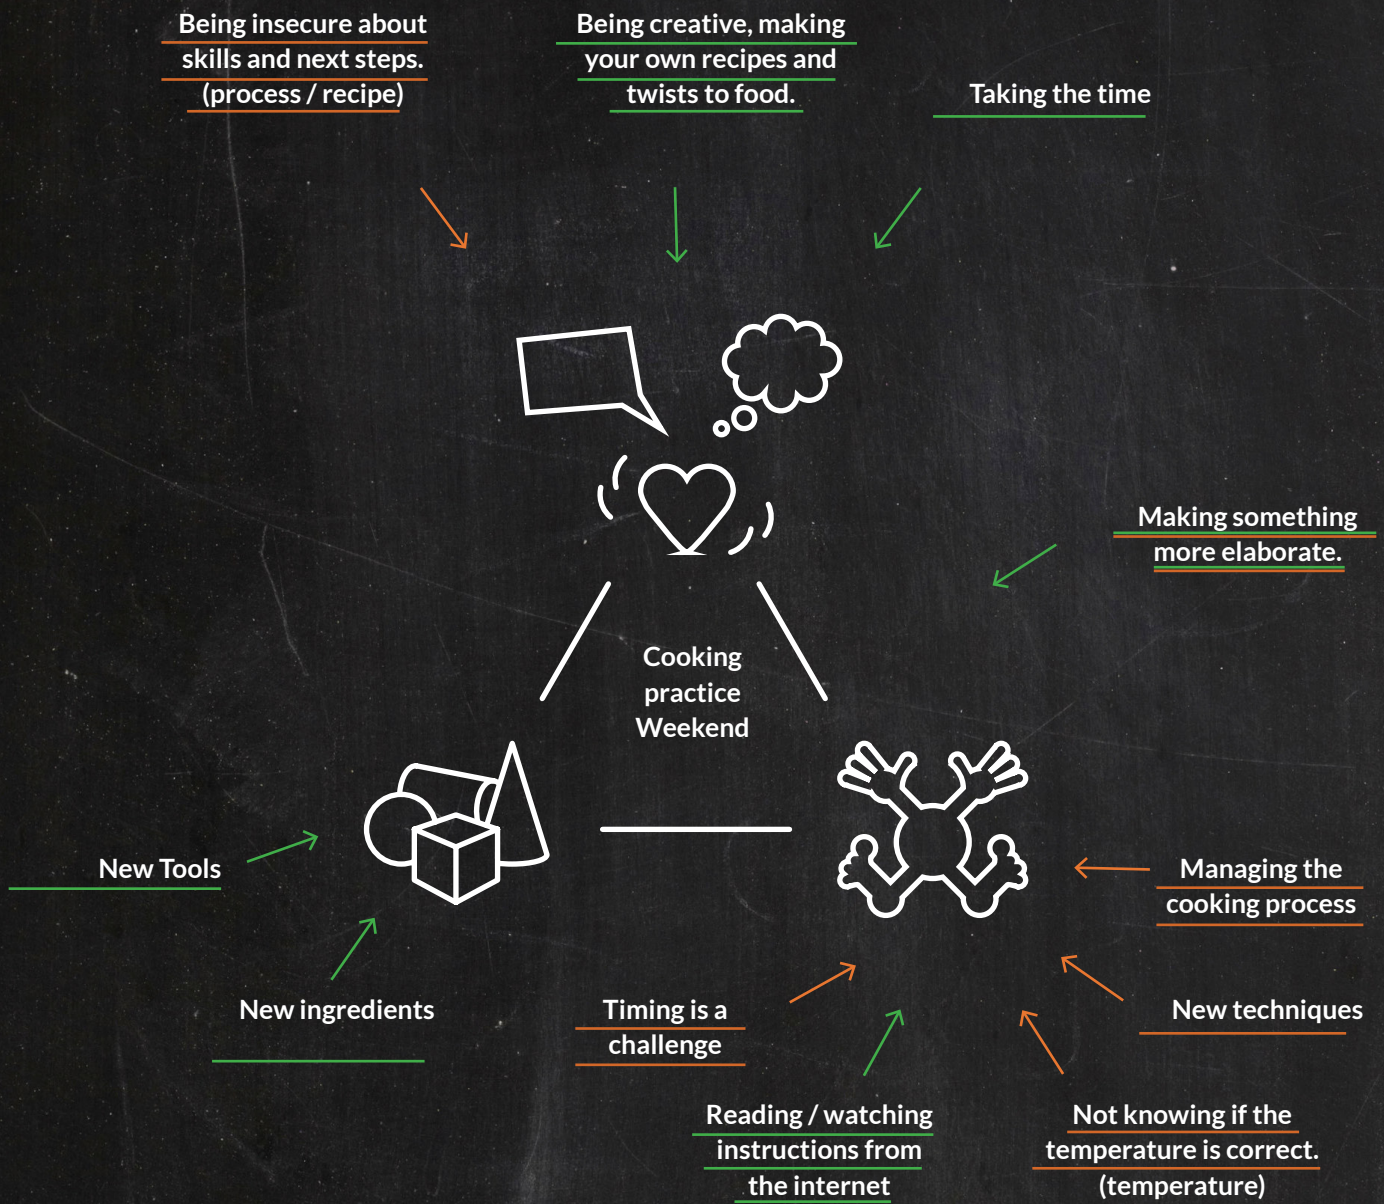 Being insecure about
skills and next steps.
(process / recipe)
Being creative, making
your own recipes and
twists to food.
Taking the time
Making something
more elaborate.
Cooking
practice
Weekend
New Tools
New ingredients
Managing the
cooking process
New techniques
Timing is a
challenge
Reading / watching
instructions from
the internet
Not knowing if the
temperature is correct.
(temperature)